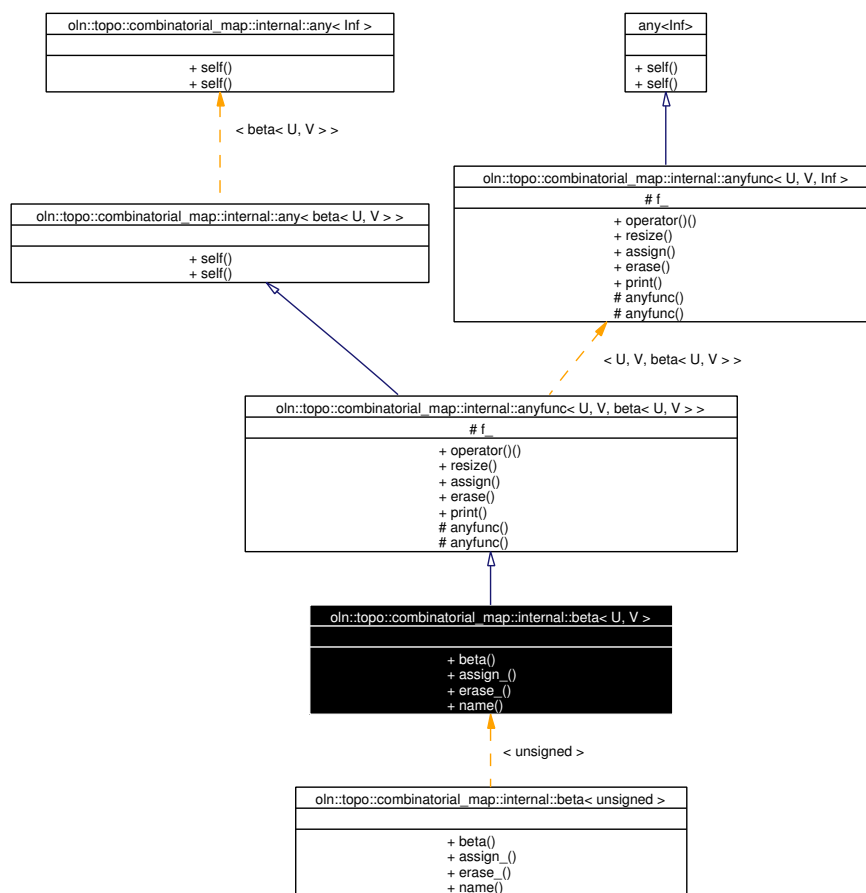 oln::topo::combinatorial_map::internal::any< Inf >
+ self()
+ self()
any<Inf>
+ self()
+ self()
< beta< U, V > >
oln::topo::combinatorial_map::internal::anyfunc< U, V, Inf >
# f_
+ operator()()
+ resize()
+ assign()
+ erase()
+ print()
# anyfunc()
# anyfunc()
oln::topo::combinatorial_map::internal::any< beta< U, V > >
+ self()
+ self()
< U, V, beta< U, V > >
oln::topo::combinatorial_map::internal::anyfunc< U, V, beta< U, V > >
# f_
+ operator()()
+ resize()
+ assign()
+ erase()
+ print()
# anyfunc()
# anyfunc()
oln::topo::combinatorial_map::internal::beta< U, V >
+ beta()
+ assign_()
+ erase_()
+ name()
< unsigned >
oln::topo::combinatorial_map::internal::beta< unsigned >
+ beta()
+ assign_()
+ erase_()
+ name()